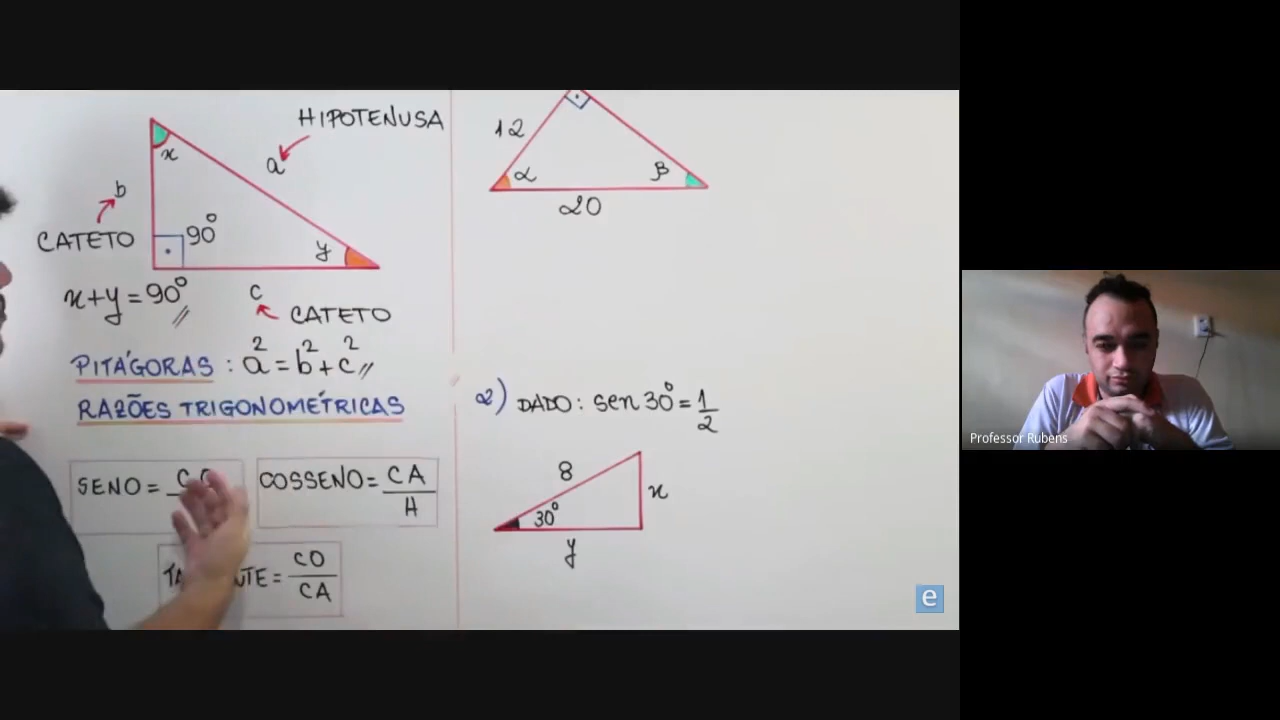 HIPOTENUSA
x
a
b
CATETO
90°
y
x+y=90°
c
CATETO
PITÁGORAS : a²=b²+c²
RAZÕES TRIGONOMÉTRICAS
SENO =
COSSENO = CA
H
CO
CA
12
α
β
20
2) DADO: sen 30° = 1
2
8
30°
x
y
e
Professor Rubens